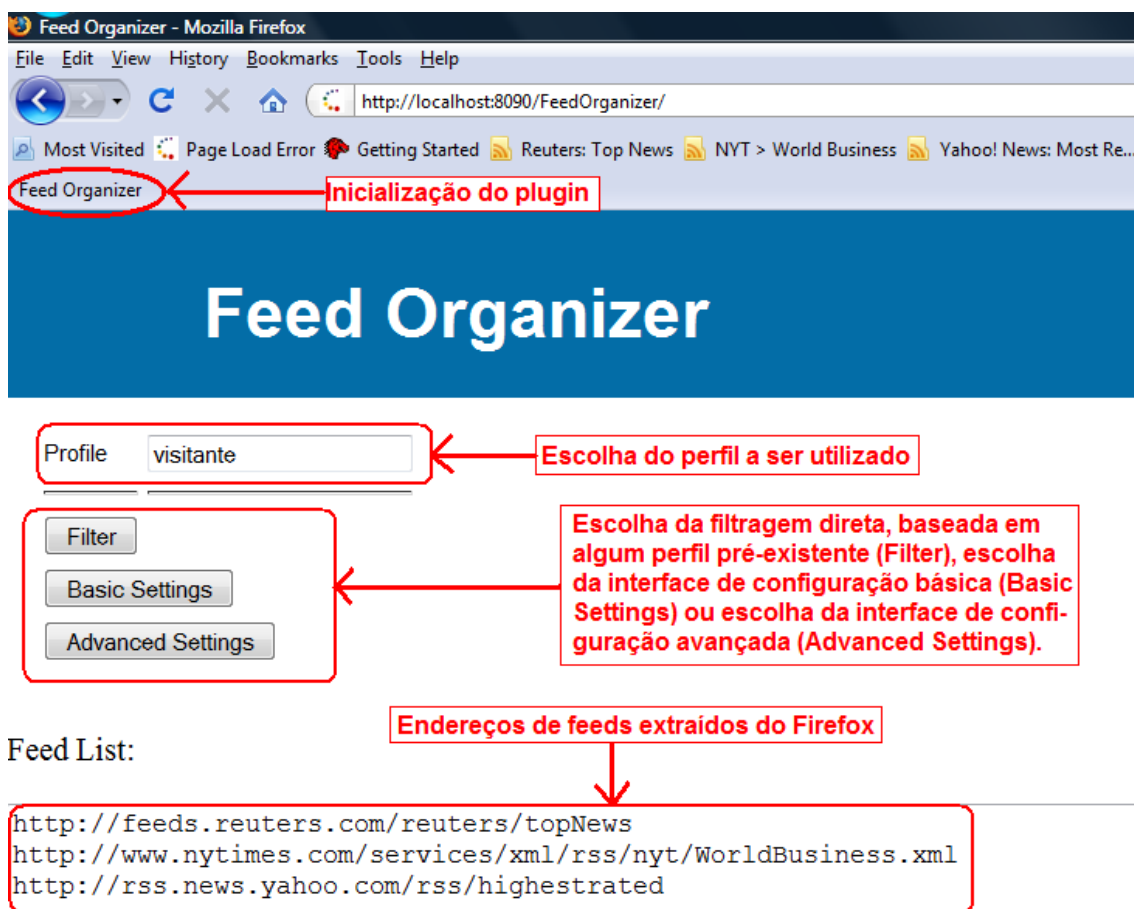 Feed Organizer - Mozilla Firefox
File Edit View History Bookmarks Tools Help
http://localhost:8090/FeedOrganizer/
Most Visited Page Load Error Getting Started Reuters: Top News NYT > World Business Yahoo! News: Most Re...
Feed Organizer
Inicialização do plugin
Feed Organizer
Profile visitante
Escolha do perfil a ser utilizado
Filter
Basic Settings
Advanced Settings
Escolha da filtragem direta, baseada em
algum perfil pré-existente (Filter), escolha
da interface de configuração básica (Basic
Settings) ou escolha da interface de confi-
guração avançada (Advanced Settings).
Endereços de feeds extraídos do Firefox
Feed List:
http://feeds.reuters.com/reuters/topNews
http://www.nytimes.com/services/xml/rss/nyt/WorldBusiness.xml
http://rss.news.yahoo.com/rss/highestrated